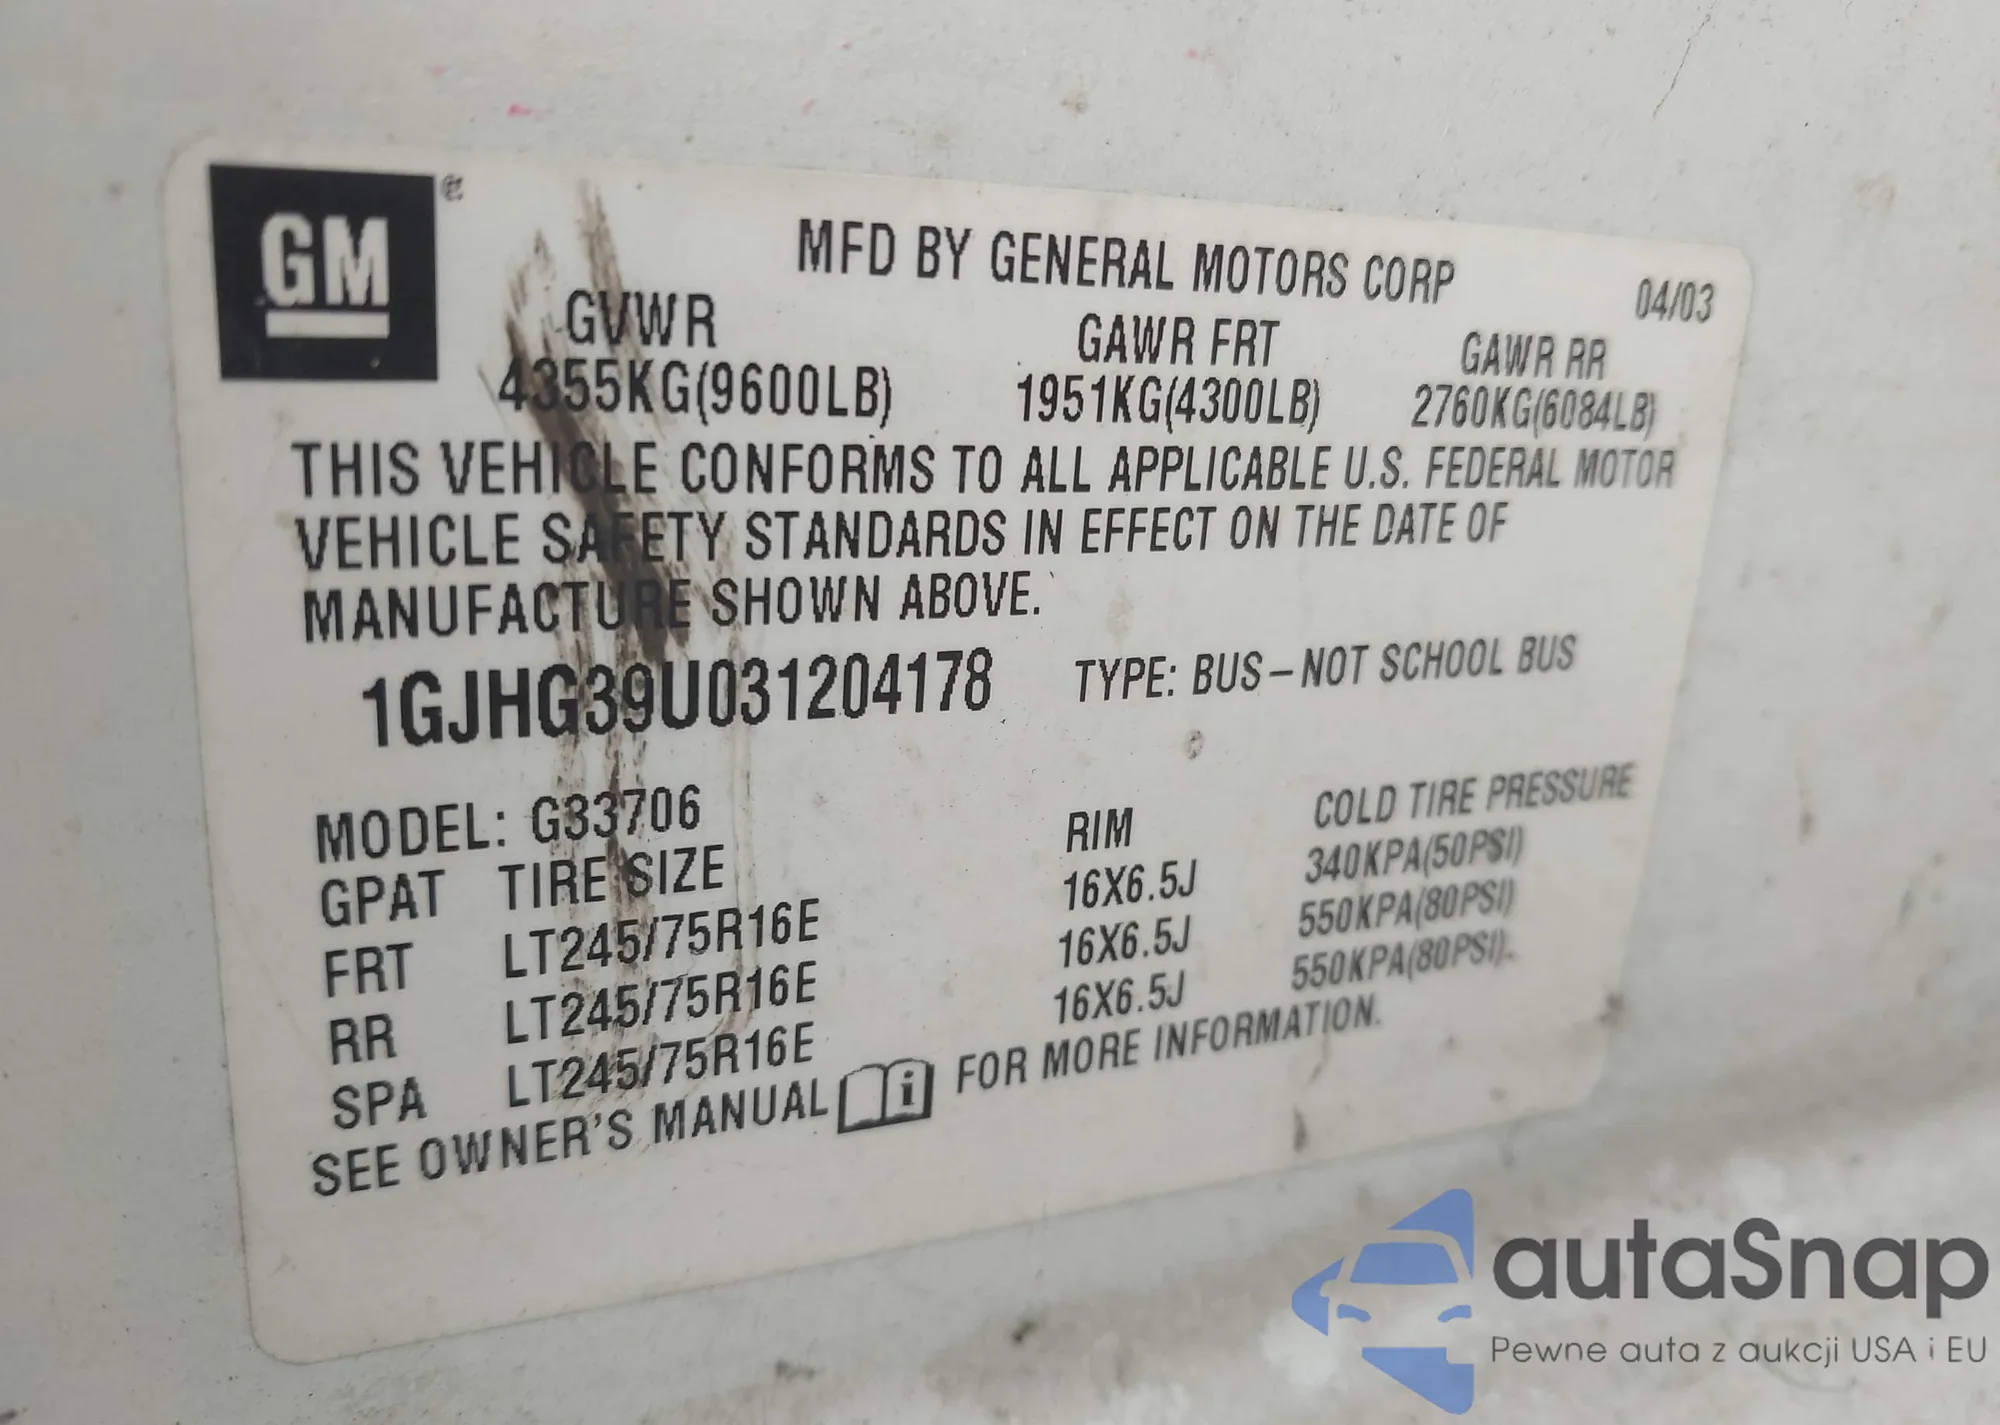 GM
MFD BY GENERAL MOTORS CORP
04/03
GVWR GAWR FRT GAWR RR
4355KG(9600LB) 1951KG(4300LB) 2760KG(6084LB)
THIS VEHICLE CONFORMS TO ALL APPLICABLE U.S. FEDERAL MOTOR
VEHICLE SAFETY STANDARDS IN EFFECT ON THE DATE OF
MANUFACTURE SHOWN ABOVE.
1GJHG39U031204178 TYPE: BUS-NOT SCHOOL BUS
MODEL: G33706
GPAT TIRE SIZE RIM COLD TIRE PRESSURE
FRT LT245/75R16E 16X6.5J 340KPA(50PSI)
RR LT245/75R16E 16X6.5J 550KPA(80PSI)
SPA LT245/75R16E 16X6.5J 550KPA(80PSI).
SEE OWNER'S MANUAL i FOR MORE INFORMATION.
autaSnap
Pewne auta z aukcji USA i EU